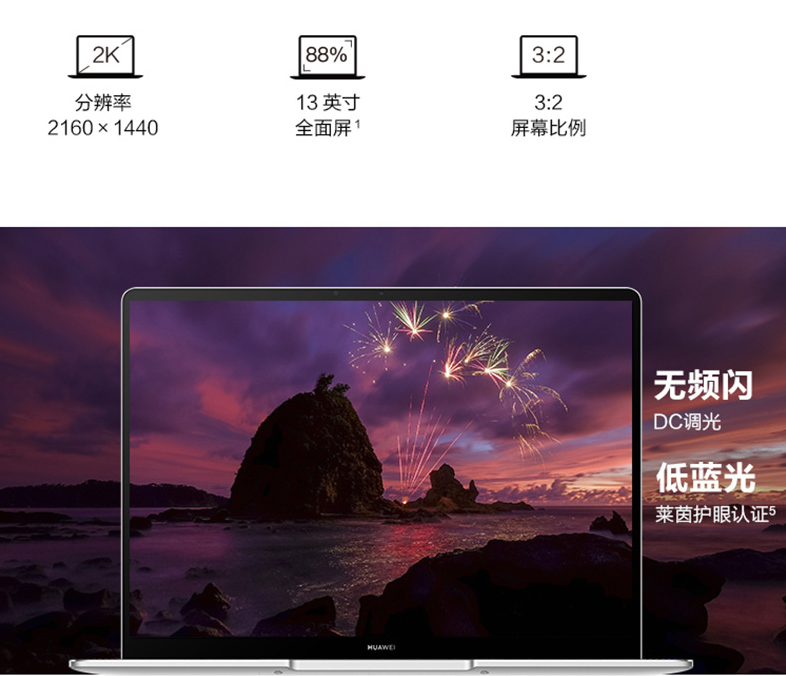 2K
88%
3:2
分辨率
2160 × 1440
13 英寸
全面屏¹
3:2
屏幕比例
无频闪
DC调光
低蓝光
莱茵护眼认证⁵
HUAWEI